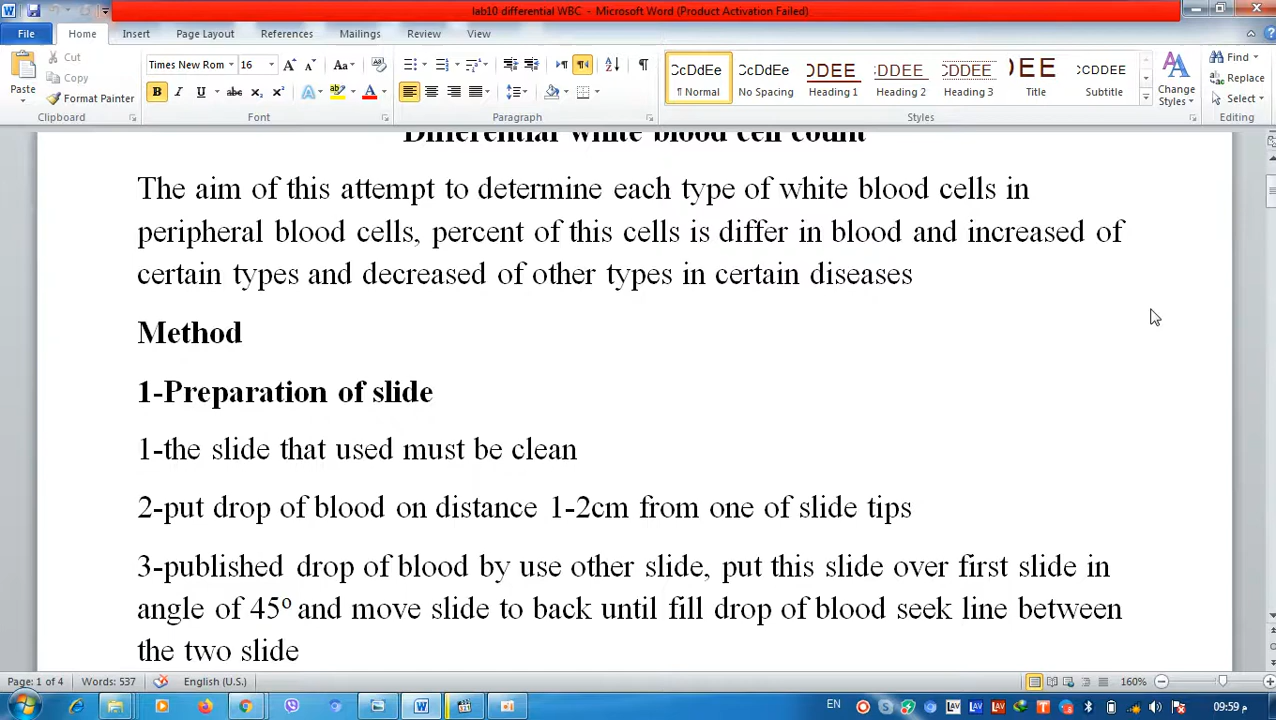 lab10 differential WBC - Microsoft Word (Product Activation Failed)
File Home Insert Page Layout References Mailings Review View
Paste
Cut
Copy
Format Painter
Clipboard
Times New Rom 16
Font
Paragraph
CcDdEe CcDdEe DDEE DDEE CCDDEE DEE CCDDEE
¶ Normal No Spacing Heading 1 Heading 2 Heading 3 Title Subtitle
Styles
Change
Styles
Find
Replace
Select
Editing
Differential white blood cell count
The aim of this attempt to determine each type of white blood cells in
peripheral blood cells, percent of this cells is differ in blood and increased of
certain types and decreased of other types in certain diseases
Method
1-Preparation of slide
1-the slide that used must be clean
2-put drop of blood on distance 1-2cm from one of slide tips
3-published drop of blood by use other slide, put this slide over first slide in
angle of 45º and move slide to back until fill drop of blood seek line between
the two slide
Page: 1 of 4 Words: 537 English (U.S.) 160%
EN 09:59 م